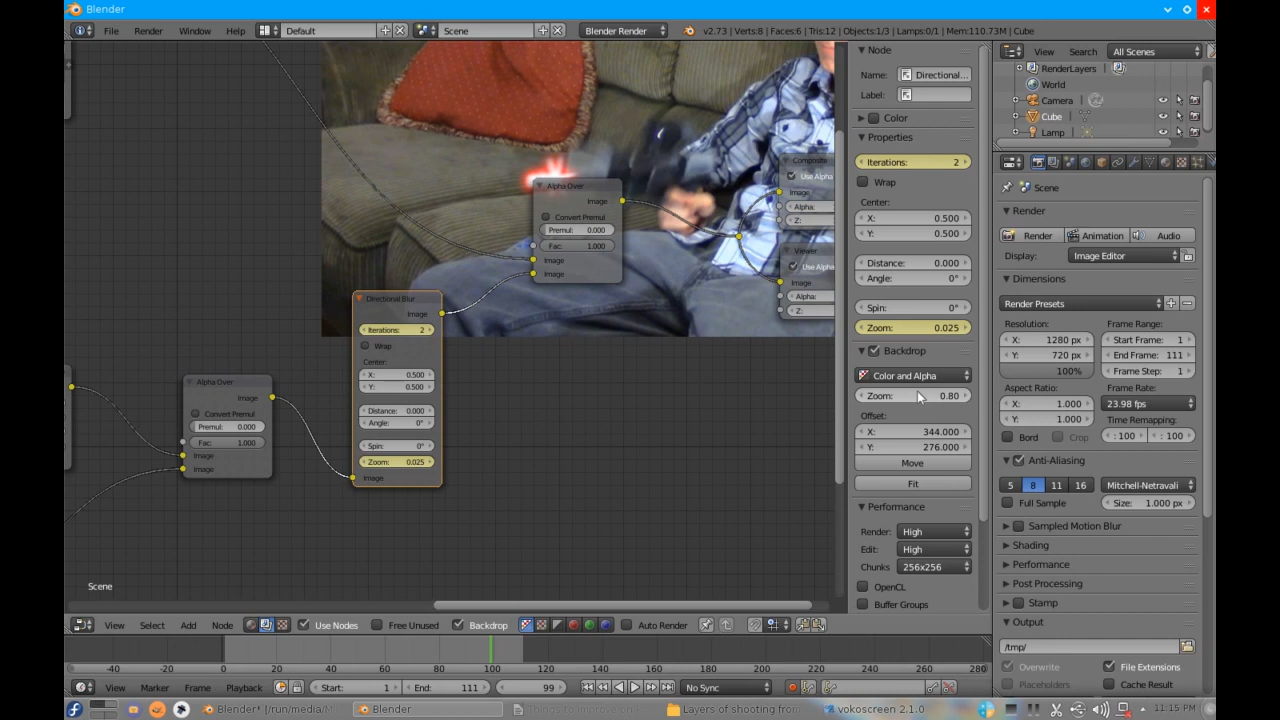 Blender
File Render Window Help Default Scene Blender Render v2.73 | Verts:8 | Faces:6 | Tris:12 | Objects:1/3 | Lamps:0/1 | Mem:110.73M | Cube
Node
Name: Directional...
Label:
Color
Properties
Iterations: 2
Wrap
Center:
X: 0.500
Y: 0.500
Distance: 0.000
Angle: 0°
Spin: 0°
Zoom: 0.025
Backdrop
Color and Alpha
Zoom: 0.80
Offset:
X: 344.000
Y: 276.000
Move
Fit
Performance
Render: High
Edit: High
Chunks 256x256
OpenCL
Buffer Groups
View Search All Scenes
RenderLayers
World
Camera
Cube
Lamp
Scene
Render
Render Animation Audio
Display: Image Editor
Dimensions
Render Presets
Resolution: Frame Range:
X: 1280 px Start Frame: 1
Y: 720 px End Frame: 111
100% Frame Step: 1
Aspect Ratio: Frame Rate:
X: 1.000 23.98 fps
Y: 1.000 Time Remapping:
Bord Crop : 100 : 100
Anti-Aliasing
5 8 11 16 Mitchell-Netravali
Full Sample Size: 1.000 px
Sampled Motion Blur
Shading
Performance
Post Processing
Stamp
Output
/tmp/
Overwrite File Extensions
Placeholders Cache Result
Composite
Use Alpha
Image
Alpha:
Z:
Viewer
Use Alpha
Image
Alpha:
Z:
Alpha Over
Image
Convert Premul
Premul: 0.000
Fac: 1.000
Image
Image
Directional Blur
Image
Iterations: 2
Wrap
Center:
X: 0.500
Y: 0.500
Distance: 0.000
Angle: 0°
Spin: 0°
Zoom: 0.025
Image
Alpha Over
Image
Convert Premul
Premul: 0.000
Fac: 1.000
Image
Image
Scene
View Select Add Node Use Nodes Free Unused Backdrop Auto Render
-40 -20 0 20 40 60 80 100 120 140 160 180 200 220 240 260 280
View Marker Frame Playback Start: 1 End: 111 99 No Sync
Blender* [/run/media/M Blender Things to improve on Layers of shooting from vokoscreen 2.1.0 11:15 PM